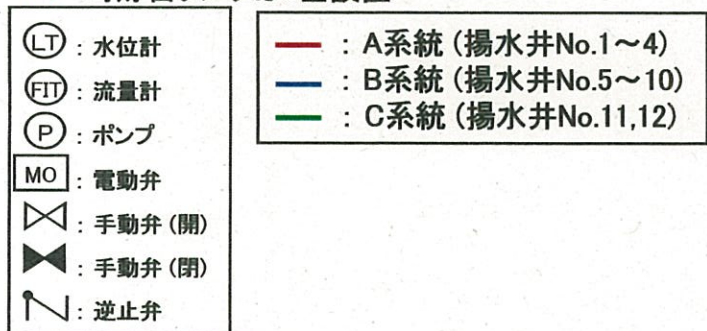 LT : 水位計
FIT : 流量計
P : ポンプ
MO : 電動弁
: 手動弁 (開)
: 手動弁 (閉)
: 逆止弁
: A系統 (揚水井No.1～4)
: B系統 (揚水井No.5～10)
: C系統 (揚水井No.11,12)